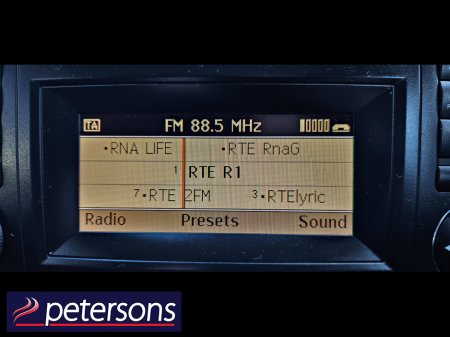 TA FM 88.5 MHz
•RNA LIFE •RTE RnaG
1 RTE R1
7•RTE 2FM 3•RTElyric
Radio Presets Sound
petersons